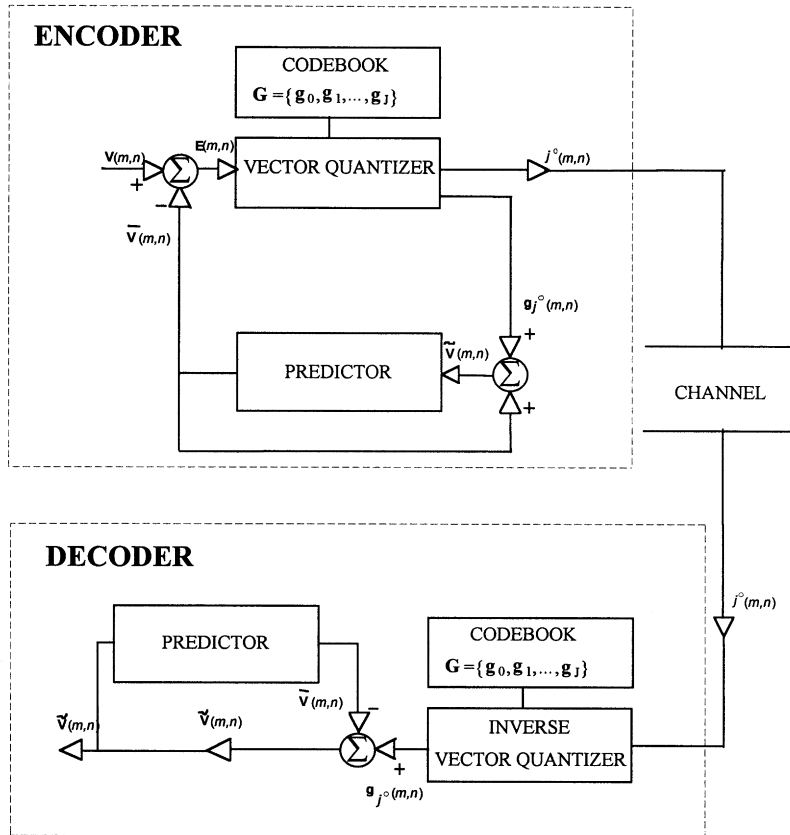 ENCODER
CODEBOOK
G = {g₀, g₁,..., g_J}
V(m,n)
+
Σ
E(m,n)
VECTOR QUANTIZER
j°(m,n)
−
V̅(m,n)
g_j°(m,n)
+
PREDICTOR
Ṽ(m,n)
Σ
+
CHANNEL
DECODER
j°(m,n)
PREDICTOR
CODEBOOK
G = {g₀, g₁,..., g_J}
V̅(m,n)
−
Ṽ(m,n)
Ṽ(m,n)
Σ
+
g_j°(m,n)
INVERSE
VECTOR QUANTIZER